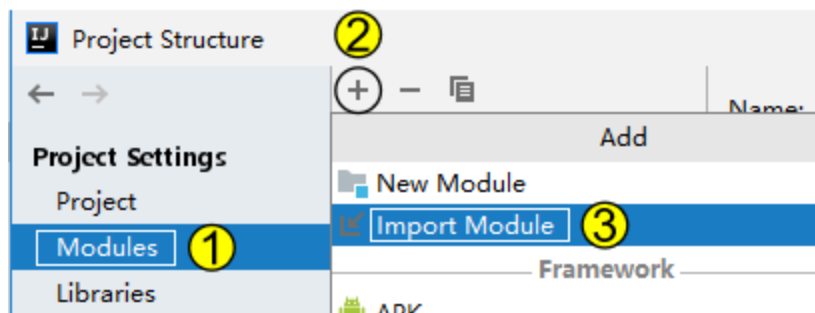 IJ Project Structure
②
Name:
Add
Project Settings
New Module
Project
Import Module ③
Modules ①
Framework
Libraries
APK